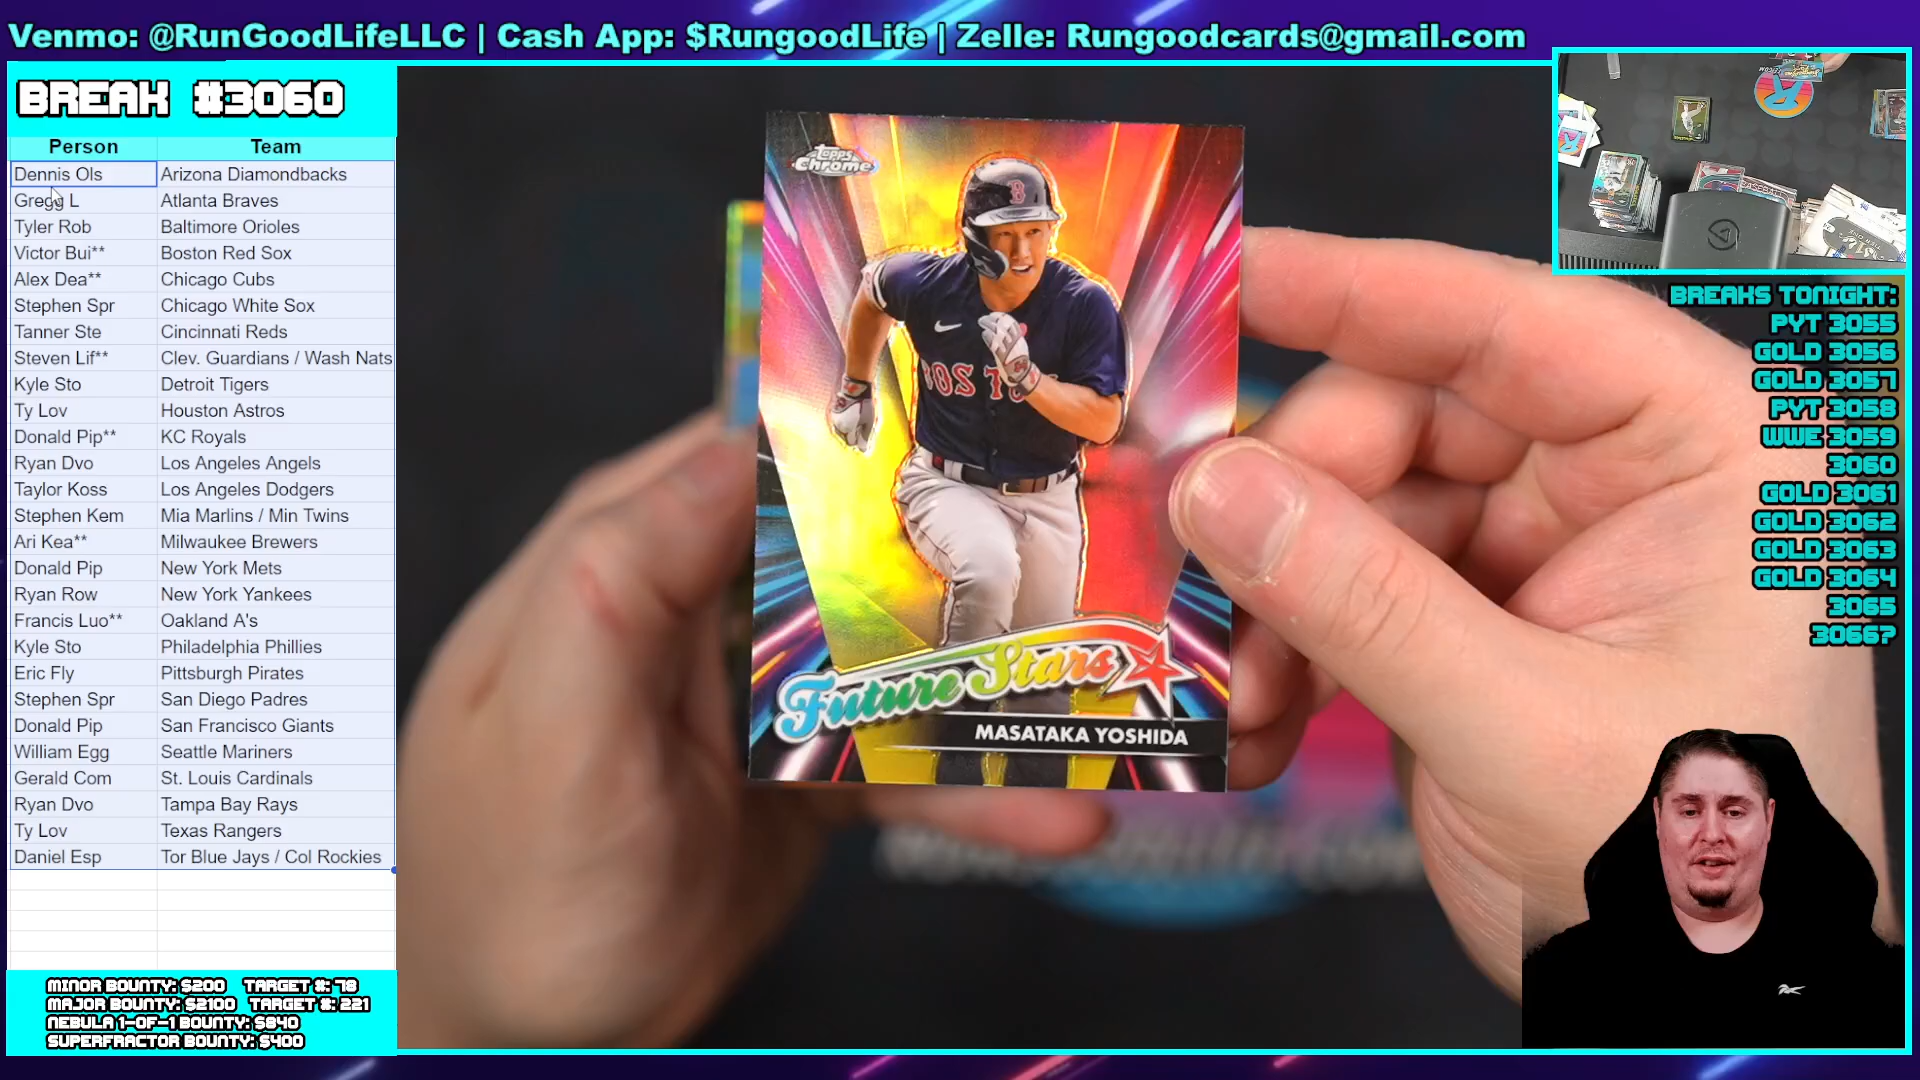 Venmo: @RunGoodLifeLLC | Cash App: $RungoodLife | Zelle: Rungoodcards@gmail.com
BREAK #3060
Person Team
Dennis Ols Arizona Diamondbacks
Gregg L Atlanta Braves
Tyler Rob Baltimore Orioles
Victor Bui** Boston Red Sox
Alex Dea** Chicago Cubs
Stephen Spr Chicago White Sox
Tanner Ste Cincinnati Reds
Steven Lif** Clev. Guardians / Wash Nats
Kyle Sto Detroit Tigers
Ty Lov Houston Astros
Donald Pip** KC Royals
Ryan Dvo Los Angeles Angels
Taylor Koss Los Angeles Dodgers
Stephen Kem Mia Marlins / Min Twins
Ari Kea** Milwaukee Brewers
Donald Pip New York Mets
Ryan Row New York Yankees
Francis Luo** Oakland A's
Kyle Sto Philadelphia Phillies
Eric Fly Pittsburgh Pirates
Stephen Spr San Diego Padres
Donald Pip San Francisco Giants
William Egg Seattle Mariners
Gerald Com St. Louis Cardinals
Ryan Dvo Tampa Bay Rays
Ty Lov Texas Rangers
Daniel Esp Tor Blue Jays / Col Rockies
MINOR BOUNTY: $200 TARGET #: 78
MAJOR BOUNTY: $2100 TARGET #: 221
NEBULA 1-OF-1 BOUNTY: $840
SUPERFRACTOR BOUNTY: $400
Topps
Chrome
B
BOS
Future Stars
MASATAKA YOSHIDA
BREAKS TONIGHT:
PYT 3055
GOLD 3056
GOLD 3057
PYT 3058
WWE 3059
3060
GOLD 3061
GOLD 3062
GOLD 3063
GOLD 3064
3065
3066?